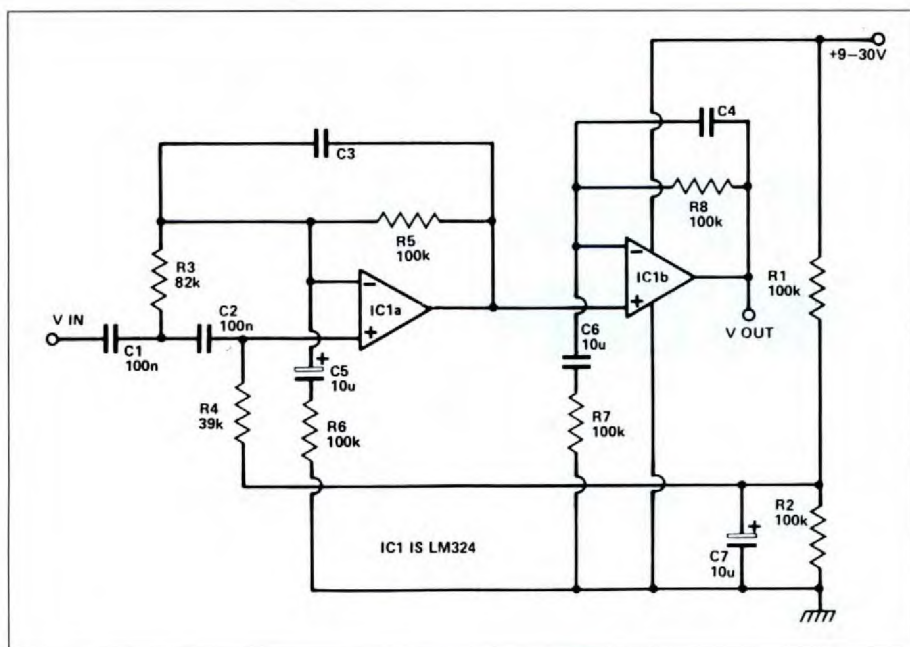 +9–30V
C4
C3
R8
100k
R5
100k
R3
82k
IC1a
IC1b
R1
100k
C2
100n
V IN
C1
100n
V OUT
C6
10u
C5
10u
R4
39k
R6
100k
R7
100k
R2
100k
IC1 IS LM324
C7
10u
+
+
−
+
−
+